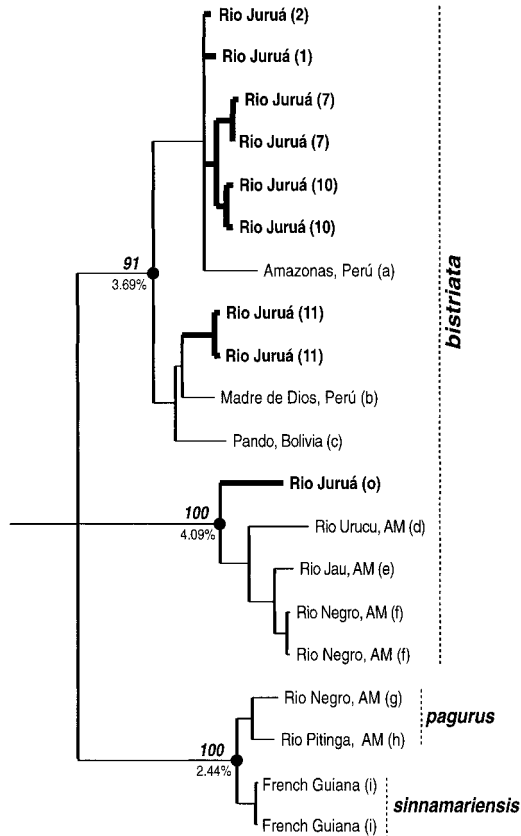 Rio Juruá (2)
Rio Juruá (1)
Rio Juruá (7)
Rio Juruá (7)
Rio Juruá (10)
Rio Juruá (10)
Amazonas, Perú (a)
91
3.69%
Rio Juruá (11)
Rio Juruá (11)
Madre de Dios, Perú (b)
Pando, Bolivia (c)
bistriata
Rio Juruá (o)
100
4.09%
Rio Urucu, AM (d)
Rio Jau, AM (e)
Rio Negro, AM (f)
Rio Negro, AM (f)
Rio Negro, AM (g)
pagurus
Rio Pitinga, AM (h)
100
2.44%
French Guiana (i)
sinnamariensis
French Guiana (i)